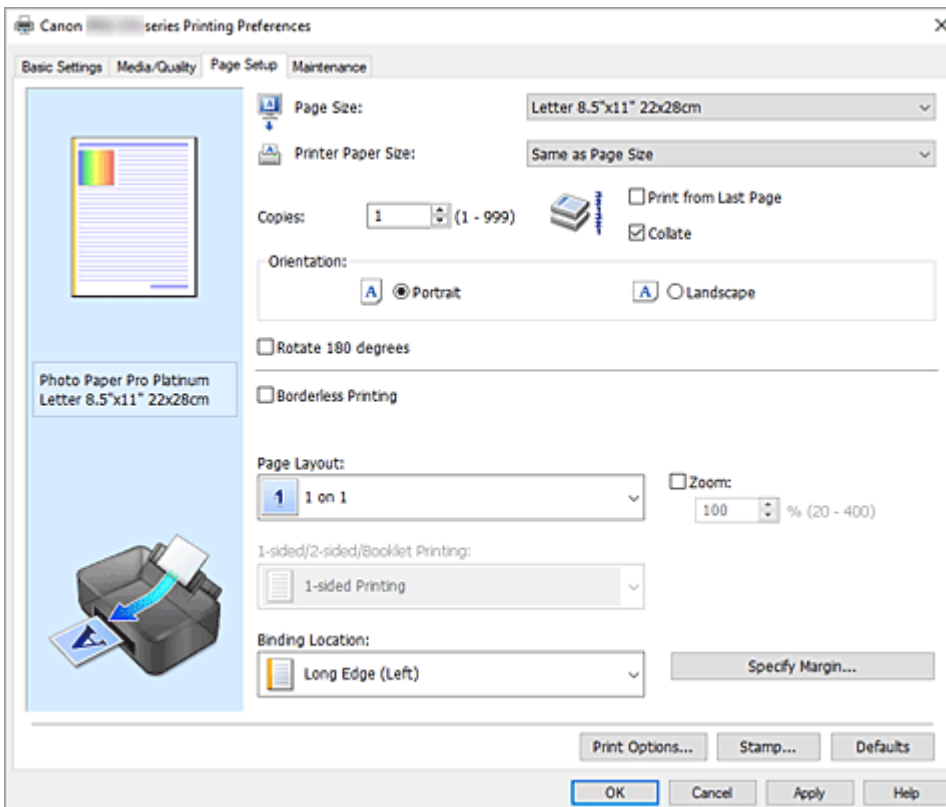 Canon series Printing Preferences
Basic Settings Media/Quality Page Setup Maintenance
Page Size: Letter 8.5"x11" 22x28cm
Printer Paper Size: Same as Page Size
Copies: 1 (1 - 999)
Print from Last Page
Collate
Orientation:
A Portrait A Landscape
Rotate 180 degrees
Photo Paper Pro Platinum
Letter 8.5"x11" 22x28cm
Borderless Printing
Page Layout:
1 1 on 1
Zoom:
100 % (20 - 400)
1-sided/2-sided/Booklet Printing:
1-sided Printing
Binding Location:
Long Edge (Left)
Specify Margin...
A
Print Options... Stamp... Defaults
OK Cancel Apply Help